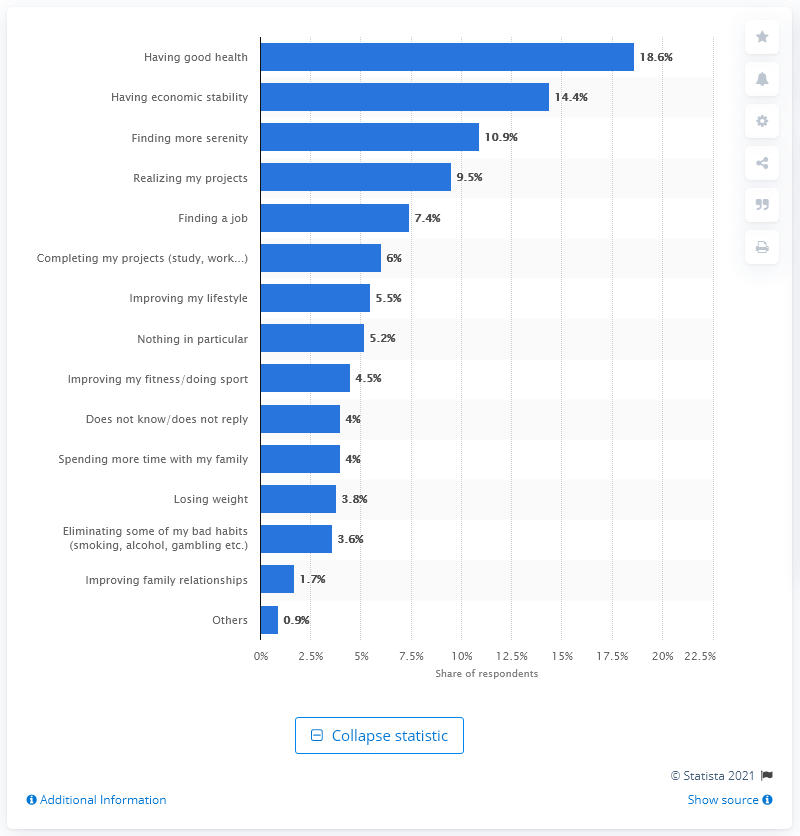 Having good health 18.6%
Having economic stability 14.4%
Finding more serenity 10.9%
Realizing my projects 9.5%
Finding a job 7.4%
Completing my projects (study, work...) 6%
Improving my lifestyle 5.5%
Nothing in particular 5.2%
Improving my fitness/doing sport 4.5%
Does not know/does not reply 4%
Spending more time with my family 4%
Losing weight 3.8%
Eliminating some of my bad habits
(smoking, alcohol, gambling etc.) 3.6%
Improving family relationships 1.7%
Others 0.9%
0% 2.5% 5% 7.5% 10% 12.5% 15% 17.5% 20% 22.5%
Share of respondents
Collapse statistic
© Statista 2021
Additional Information Show source